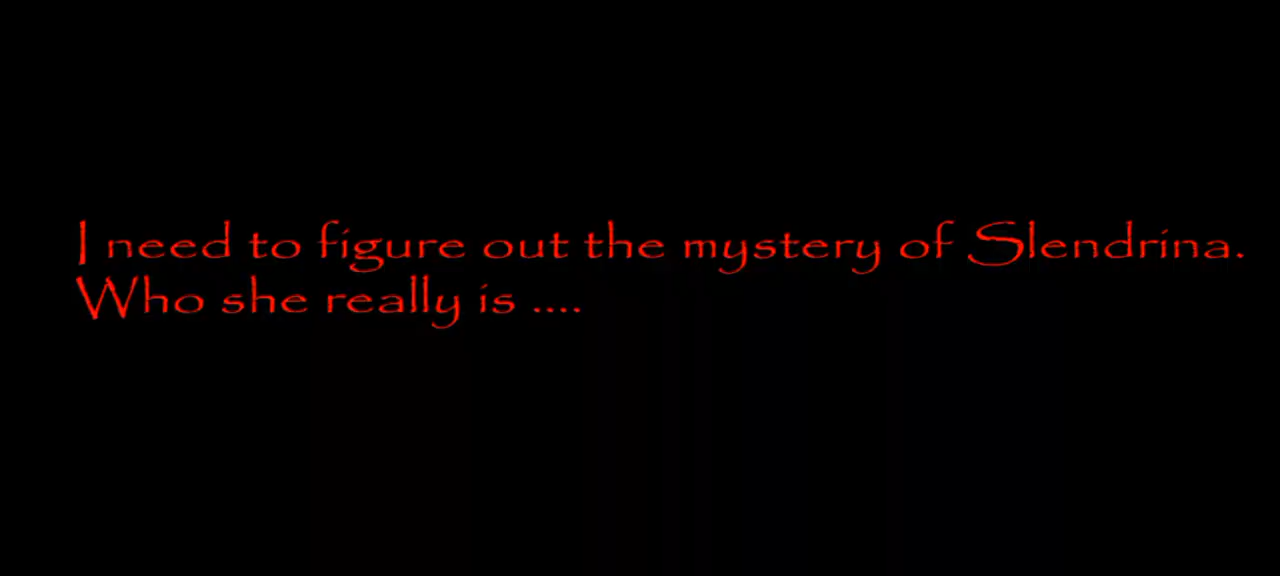 I need to figure out the mystery of Slendrina.
Who she really is ....